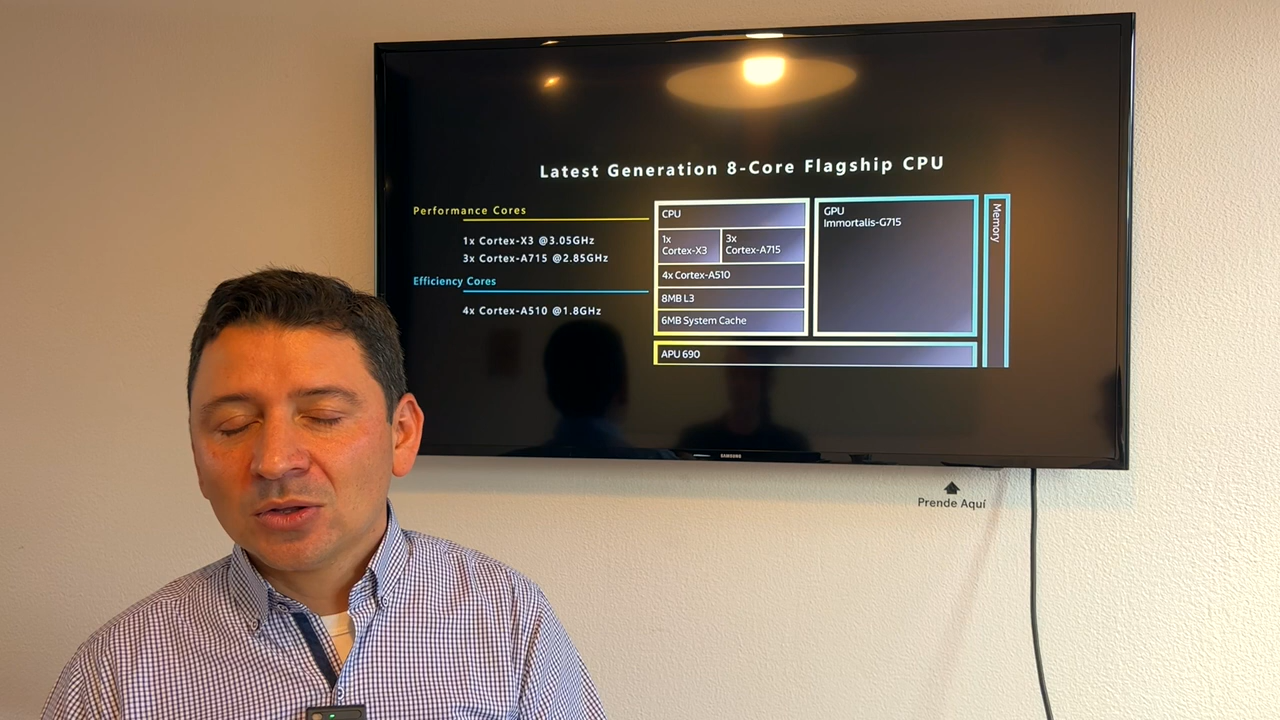 Latest Generation 8-Core Flagship CPU
Performance Cores
1x Cortex-X3 @3.05GHz
3x Cortex-A715 @2.85GHz
Efficiency Cores
4x Cortex-A510 @1.8GHz
CPU
1x
Cortex-X3
3x
Cortex-A715
4x Cortex-A510
8MB L3
6MB System Cache
GPU
Immortalis-G715
Memory
APU 690
SAMSUNG
Prende Aquí